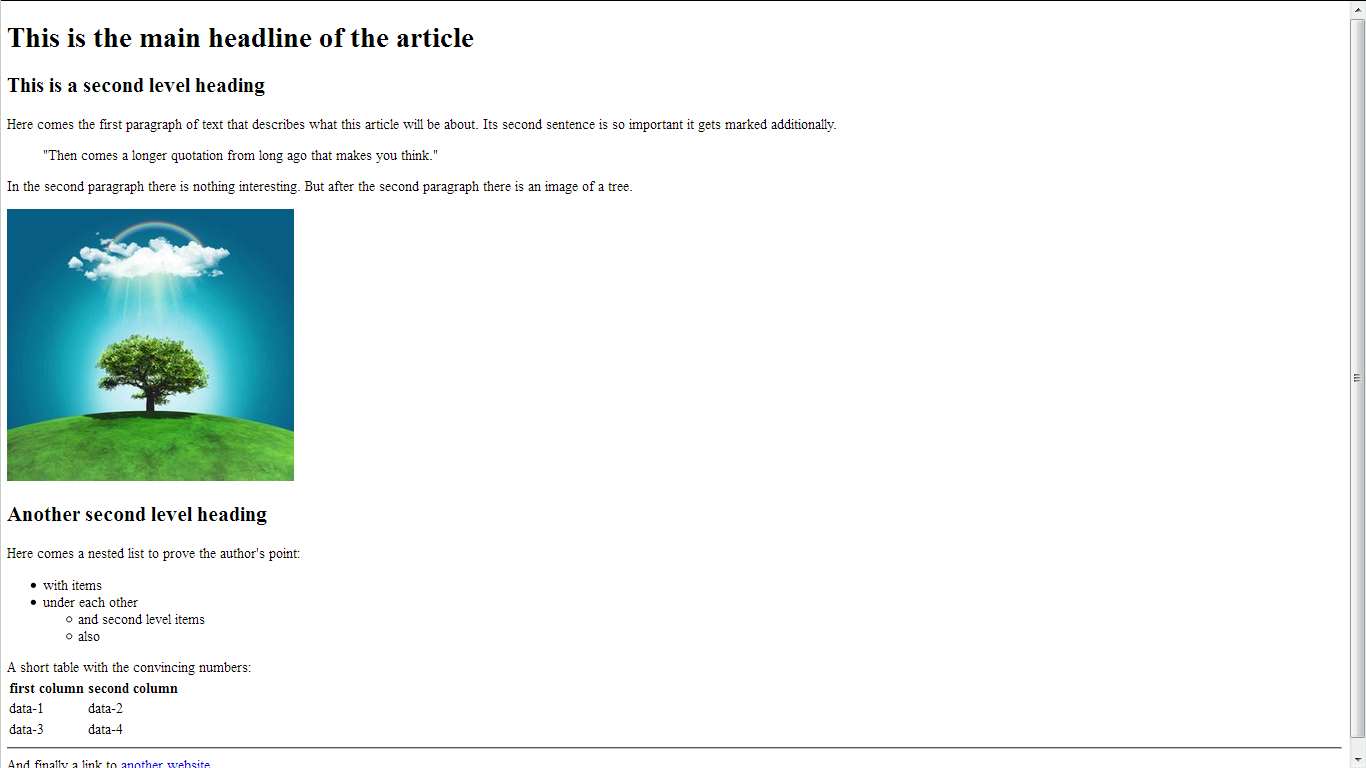 This is the main headline of the article
This is a second level heading
Here comes the first paragraph of text that describes what this article will be about. Its second sentence is so important it gets marked additionally.
"Then comes a longer quotation from long ago that makes you think."
In the second paragraph there is nothing interesting. But after the second paragraph there is an image of a tree.
Another second level heading
Here comes a nested list to prove the author's point:
with items
under each other
and second level items
also
A short table with the convincing numbers:
first column second column
data-1 data-2
data-3 data-4
And finally a link to another website